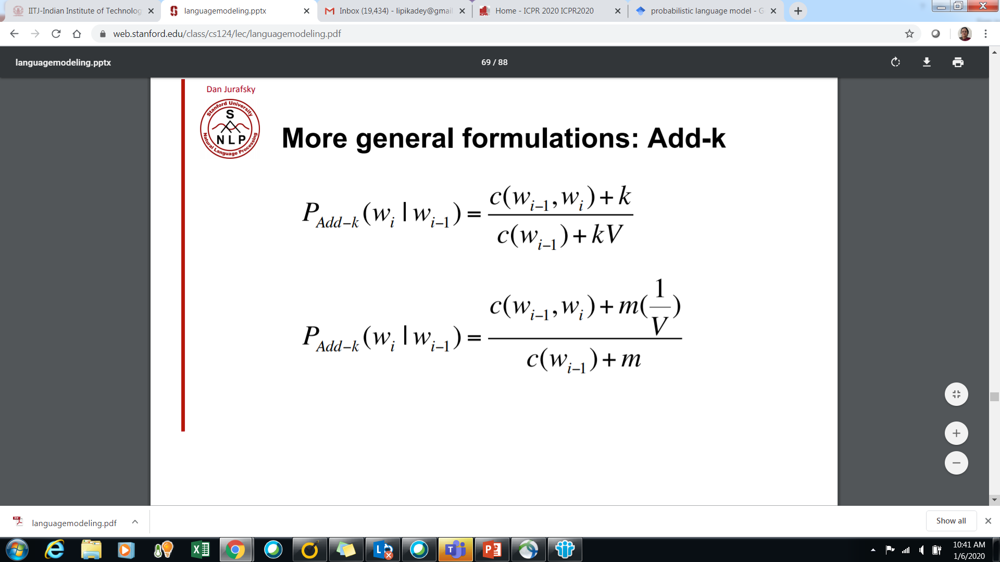 IITJ-Indian Institute of Technolog
languagemodeling.pptx
Inbox (19,434) - lipikadey@gmail
Home - ICPR 2020 ICPR2020
probabilistic language model - G
web.stanford.edu/class/cs124/lec/languagemodeling.pdf
languagemodeling.pptx
69 / 88
Dan Jurafsky
Stanford University
S
NLP
Natural Language Processing
More general formulations: Add-k
P_{Add-k}(w_i | w_{i-1}) = \frac{c(w_{i-1}, w_i) + k}{c(w_{i-1}) + kV}
P_{Add-k}(w_i | w_{i-1}) = \frac{c(w_{i-1}, w_i) + m(\frac{1}{V})}{c(w_{i-1}) + m}
languagemodeling.pdf
Show all
10:41 AM
1/6/2020